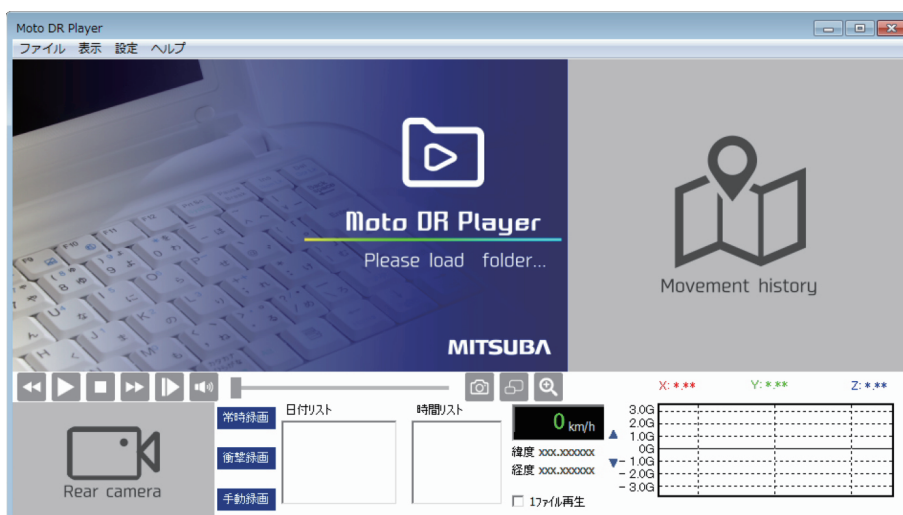 Moto DR Player
ファイル 表示 設定 ヘルプ
Moto DR Player
Please load folder...
MITSUBA
Movement history
X: *.** Y: *.** Z: *.**
Rear camera
常時録画
衝撃録画
手動録画
日付リスト
時間リスト
0 km/h
緯度 xxx.xxxxxx
経度 xxx.xxxxxx
1ファイル再生
3.0G
2.0G
1.0G
0G
- 1.0G
- 2.0G
- 3.0G